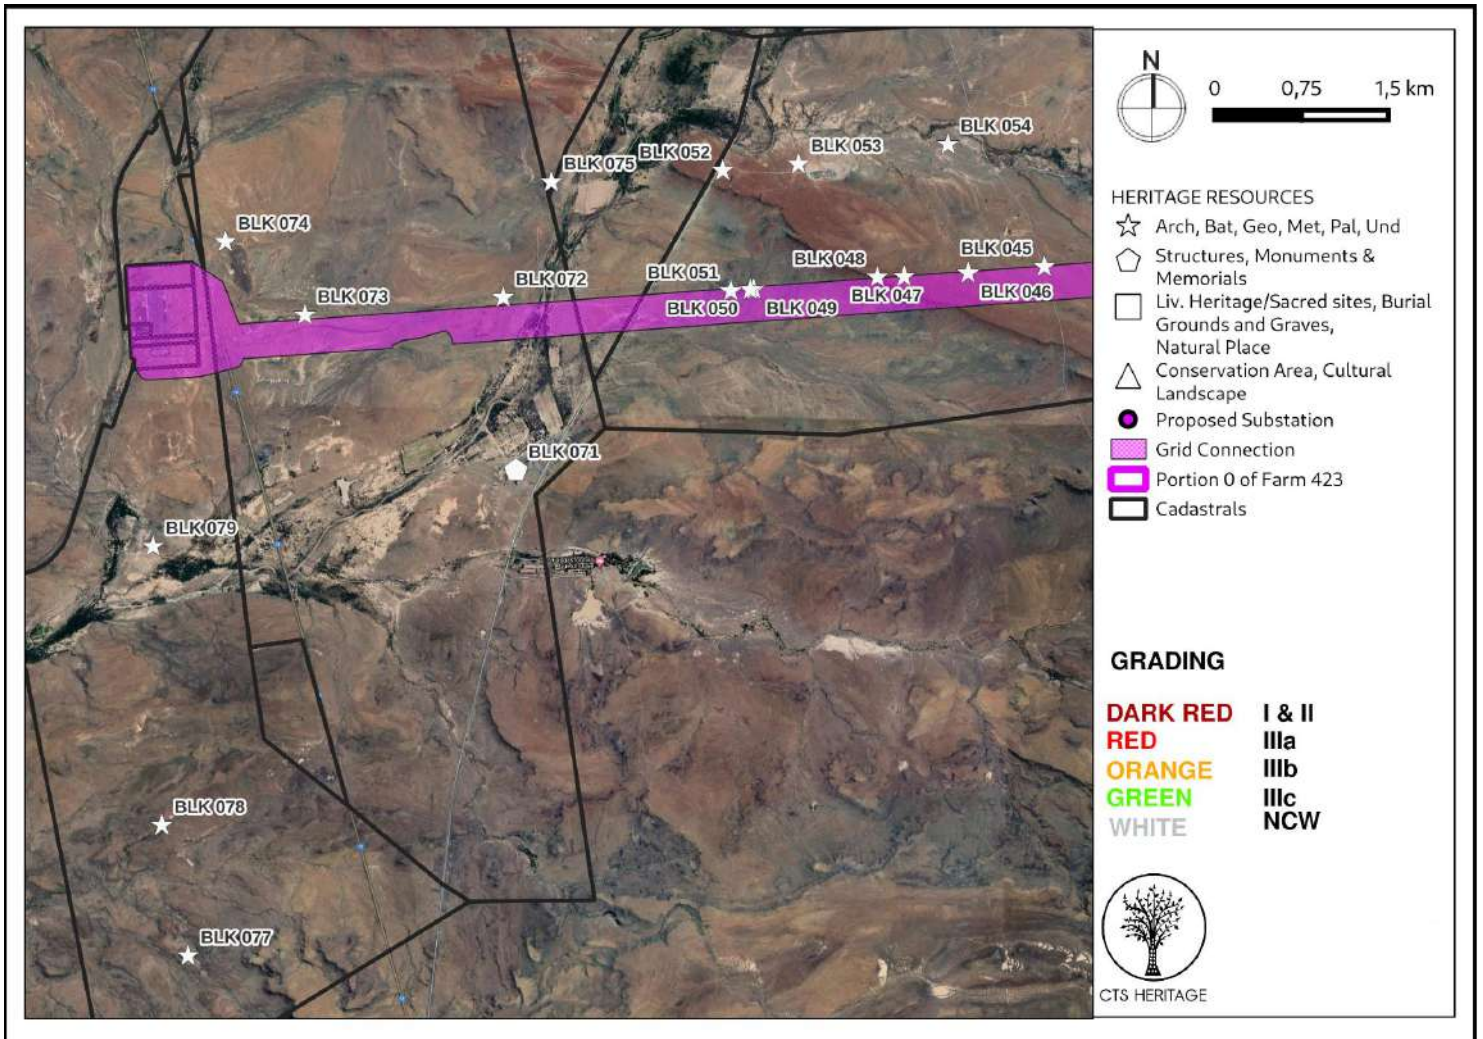 BLK 054
BLK 053
BLK 052
BLK 075
BLK 074
BLK 045
BLK 048
BLK 051
BLK 072
BLK 073
BLK 047
BLK 046
BLK 050
BLK 049
BLK 071
BLK 079
BLK 078
BLK 077
N
0 0,75 1,5 km
HERITAGE RESOURCES
Arch, Bat, Geo, Met, Pal, Und
Structures, Monuments &
Memorials
Liv. Heritage/Sacred sites, Burial
Grounds and Graves,
Natural Place
Conservation Area, Cultural
Landscape
Proposed Substation
Grid Connection
Portion 0 of Farm 423
Cadastrals
GRADING
DARK RED I & II
RED IIIa
ORANGE IIIb
GREEN IIIc
WHITE NCW
CTS HERITAGE